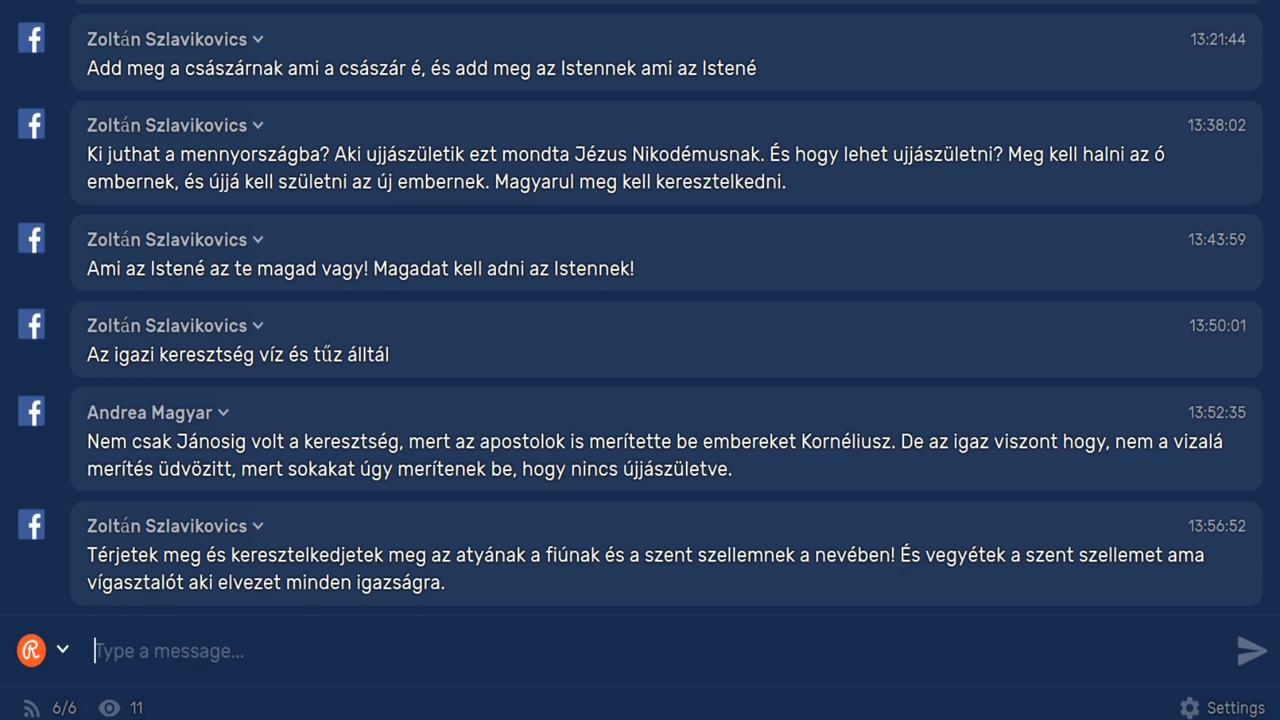 Zoltán Szlavikovics
13:21:44
Add meg a császárnak ami a császár é, és add meg az Istennek ami az Istené
Zoltán Szlavikovics
13:38:02
Ki juthat a mennyországba? Aki ujjászületik ezt mondta Jézus Nikodémusnak. És hogy lehet ujjászületni? Meg kell halni az ó
embernek, és újjá kell születni az új embernek. Magyarul meg kell keresztelkedni.
Zoltán Szlavikovics
13:43:59
Ami az Istené az te magad vagy! Magadat kell adni az Istennek!
Zoltán Szlavikovics
13:50:01
Az igazi keresztség víz és tűz álltál
Andrea Magyar
13:52:35
Nem csak Jánosig volt a keresztség, mert az apostolok is merítette be embereket Kornéliusz. De az igaz viszont hogy, nem a vizalá
merítés üdvözitt, mert sokakat úgy merítenek be, hogy nincs újjászületve.
Zoltán Szlavikovics
13:56:52
Térjetek meg és keresztelkedjetek meg az atyának a fiúnak és a szent szellemnek a nevében! És vegyétek a szent szellemet ama
vígasztalót aki elvezet minden igazságra.
Type a message...
6/6
11
Settings